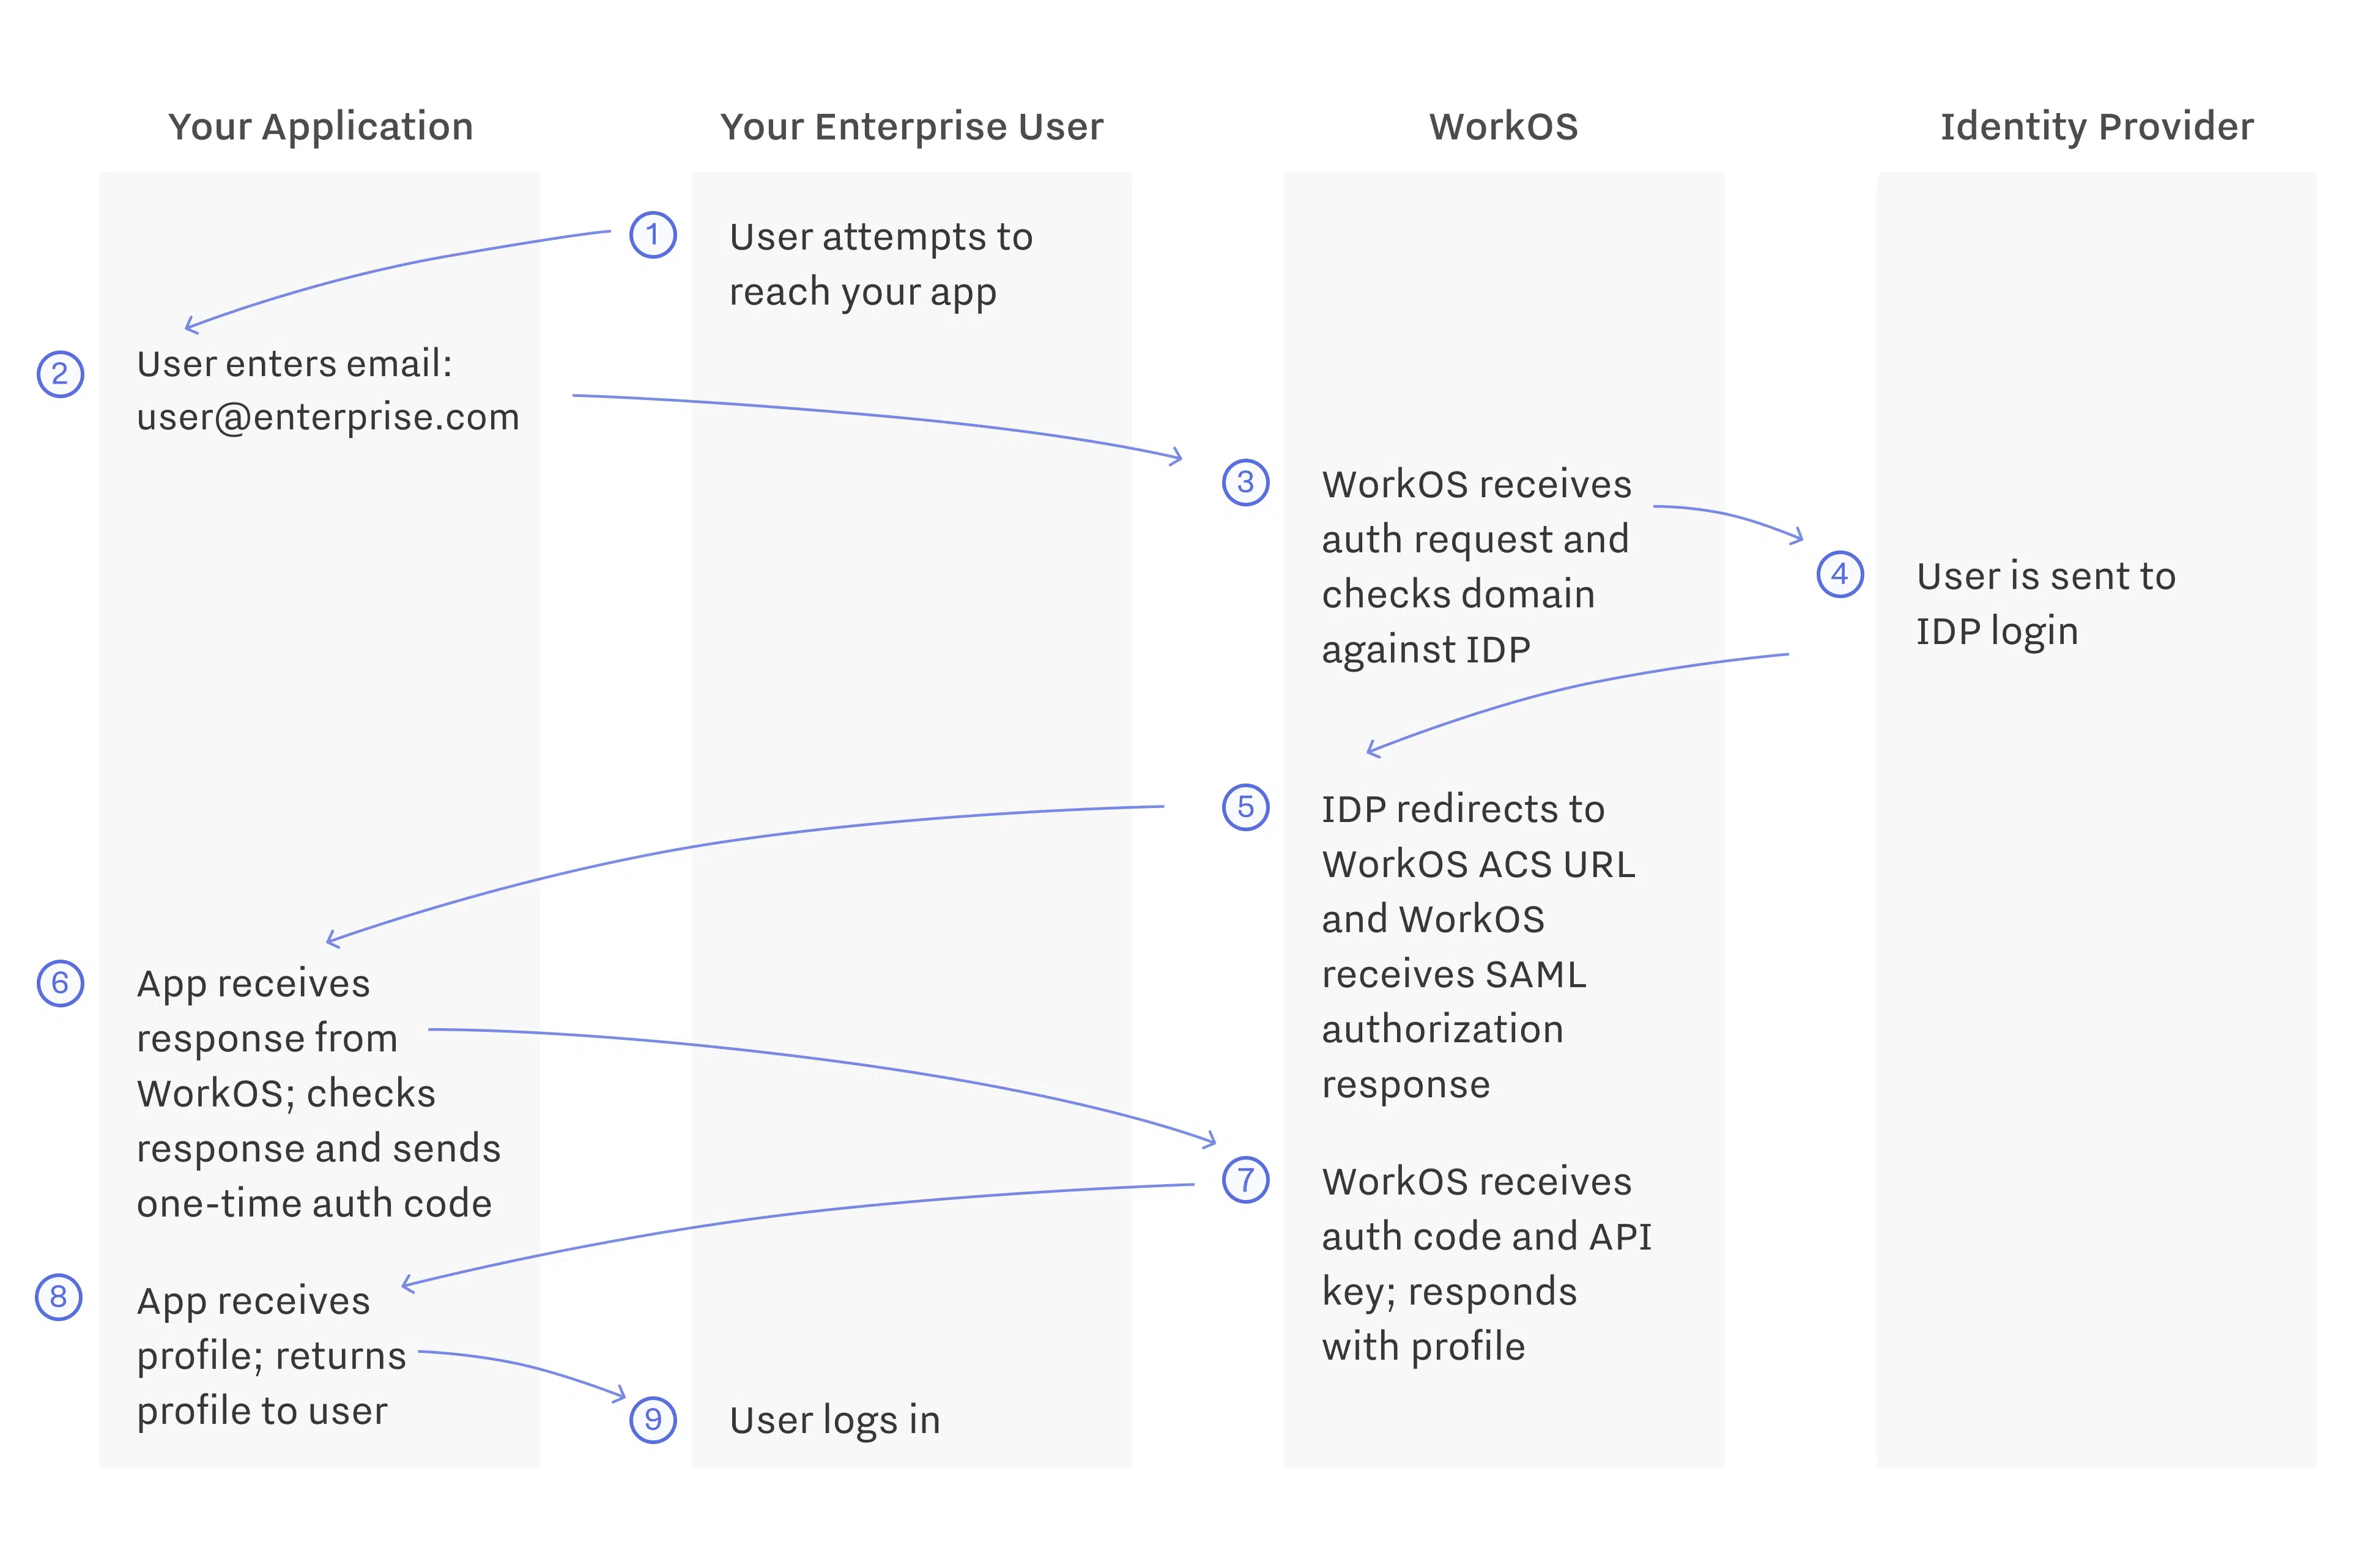 Your Application
Your Enterprise User
WorkOS
Identity Provider
1
User attempts to
reach your app
2
User enters email:
user@enterprise.com
3
WorkOS receives
auth request and
checks domain
against IDP
4
User is sent to
IDP login
5
IDP redirects to
WorkOS ACS URL
and WorkOS
receives SAML
authorization
response
6
App receives
response from
WorkOS; checks
response and sends
one-time auth code
7
WorkOS receives
auth code and API
key; responds
with profile
8
App receives
profile; returns
profile to user
9
User logs in